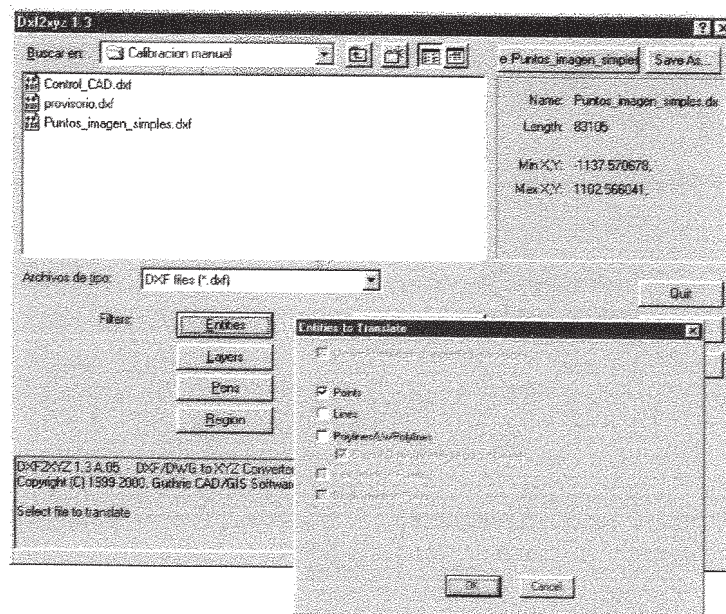 Dxf2xyz 1.3
Buscar en: Calibracion manual
Control_CAD.dxf
provisorio.dxf
Puntos_imagen_simples.dxf
e Puntos_imagen_simples
Save As...
Name: Puntos_imagen_simples.dx
Length: 83105
Min X,Y: -1137.570678,
Max X,Y: 1102.566041,
Archivos de tipo: DXF files (*.dxf)
Quit
Filters:
Entities
Layers
Pens
Region
DXF2XYZ 1.3.A.05 DXF/DWG to XYZ Converter
Copyright (C) 1999-2000, Guthrie CAD/GIS Softwar
Select file to translate
Entities to Translate
Points
Lines
Polylines/LwPolylines
OK
Cancel